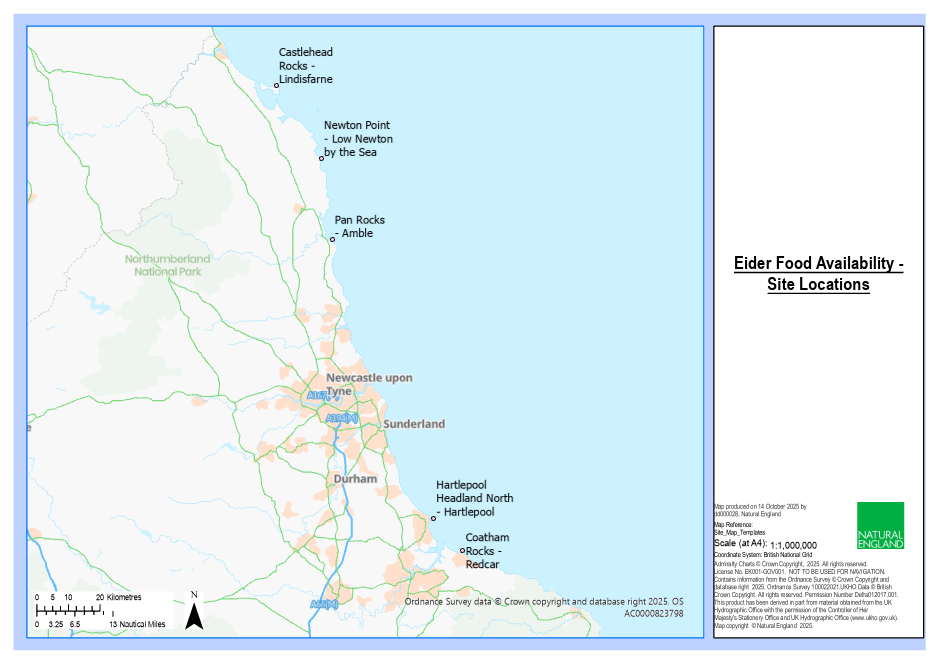 Castlehead
Rocks -
Lindisfarne
Newton Point
- Low Newton
by the Sea
Pan Rocks
- Amble
Northumberland
National Park
Newcastle upon
Tyne
A194(M)
Sunderland
Durham
Hartlepool
Headland North
- Hartlepool
Coatham
Rocks -
Redcar
A66(M)
e
0 5 10 20 Kilometres
0 3.25 6.5 13 Nautical Miles
N
Ordnance Survey data © Crown copyright and database right 2025. OS
AC0000823798
Eider Food Availability -
Site Locations
Map produced on 14 October 2025 by
dd000028, Natural England
Map Reference:
Site_Map_Templates
Scale (at A4): 1:1,000,000
Coordinate System: British National Grid
NATURAL
ENGLAND
Admiralty Charts © Crown Copyright, 2025. All rights reserved.
License No. EK001-GOV001. NOT TO BE USED FOR NAVIGATION.
Contains information from the Ordnance Survey © Crown Copyright and
database right 2025. Ordnance Survey 100022021.UKHO Data © British
Crown Copyright. All rights reserved. Permission Number Defra012017.001.
This product has been derived in part from material obtained from the UK
Hydrographic Office with the permission of the Controller of Her
Majesty's Stationery Office and UK Hydrographic Office (www.ukho.gov.uk).
Map copyright © Natural England 2025.